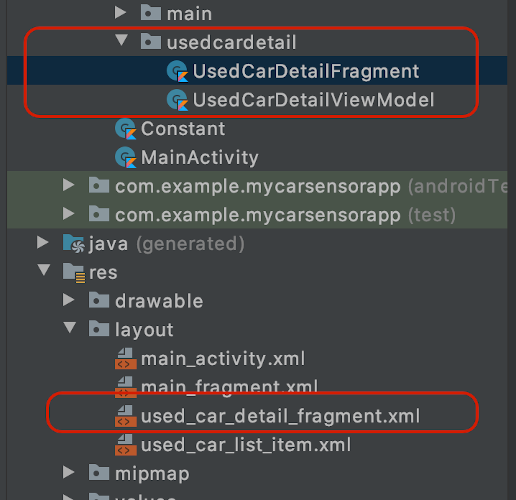 main
usedcardetail
UsedCarDetailFragment
UsedCarDetailViewModel
Constant
MainActivity
com.example.mycarsensorapp (androidTe
com.example.mycarsensorapp (test)
java (generated)
res
drawable
layout
main_activity.xml
main_fragment.xml
used_car_detail_fragment.xml
used_car_list_item.xml
mipmap
values